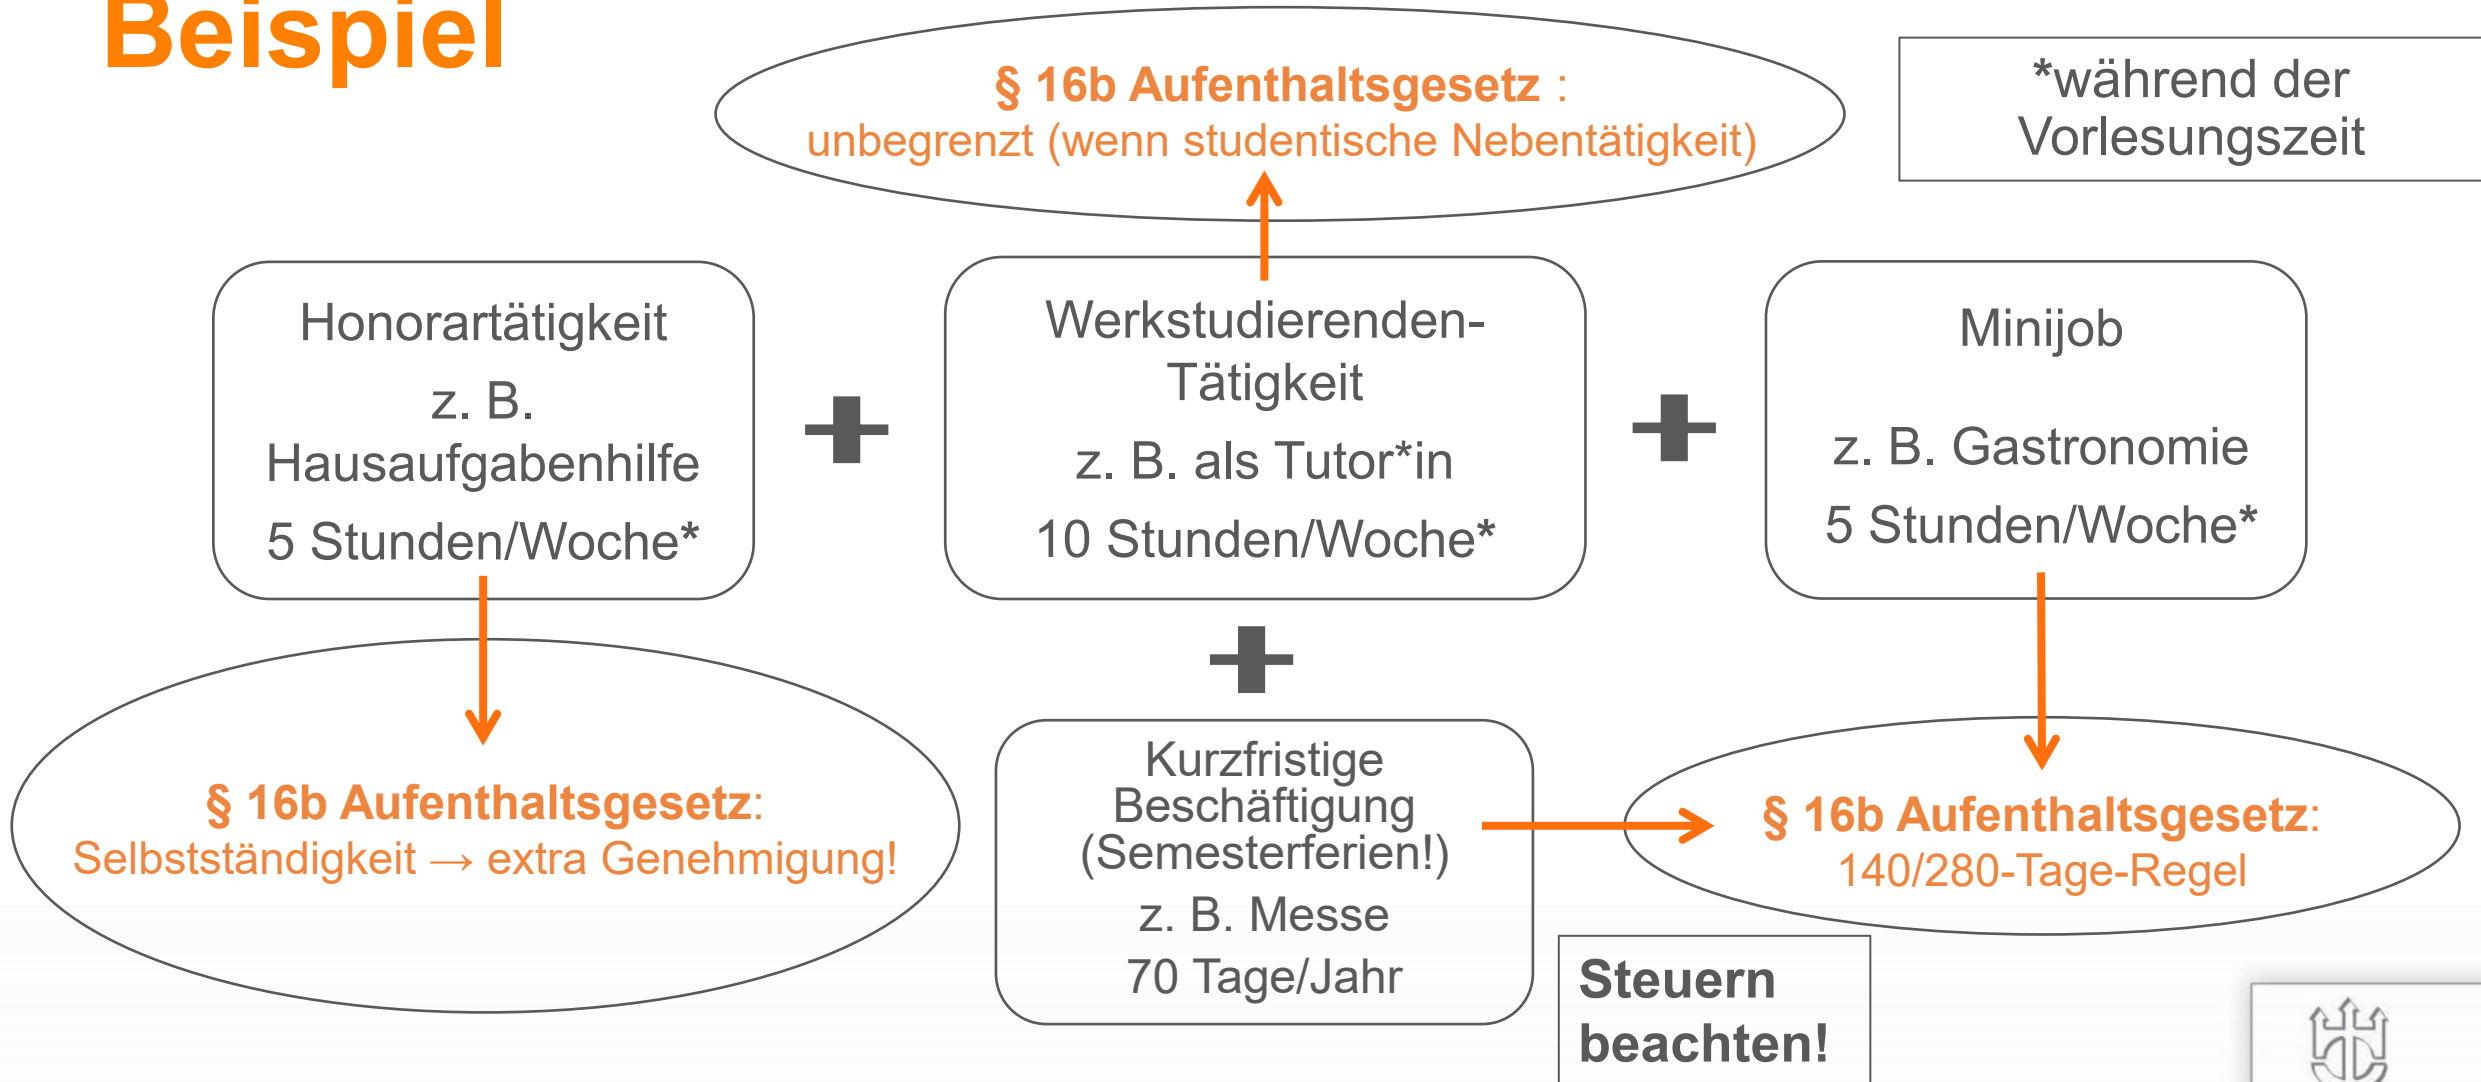 Beispiel
§ 16b Aufenthaltsgesetz :
unbegrenzt (wenn studentische Nebentätigkeit)
*während der
Vorlesungszeit
Honorartätigkeit
z. B.
Hausaufgabenhilfe
5 Stunden/Woche*
Werkstudierenden-
Tätigkeit
z. B. als Tutor*in
10 Stunden/Woche*
Minijob
z. B. Gastronomie
5 Stunden/Woche*
§ 16b Aufenthaltsgesetz:
Selbstständigkeit → extra Genehmigung!
Kurzfristige
Beschäftigung
(Semesterferien!)
z. B. Messe
70 Tage/Jahr
§ 16b Aufenthaltsgesetz:
140/280-Tage-Regel
Steuern
beachten!